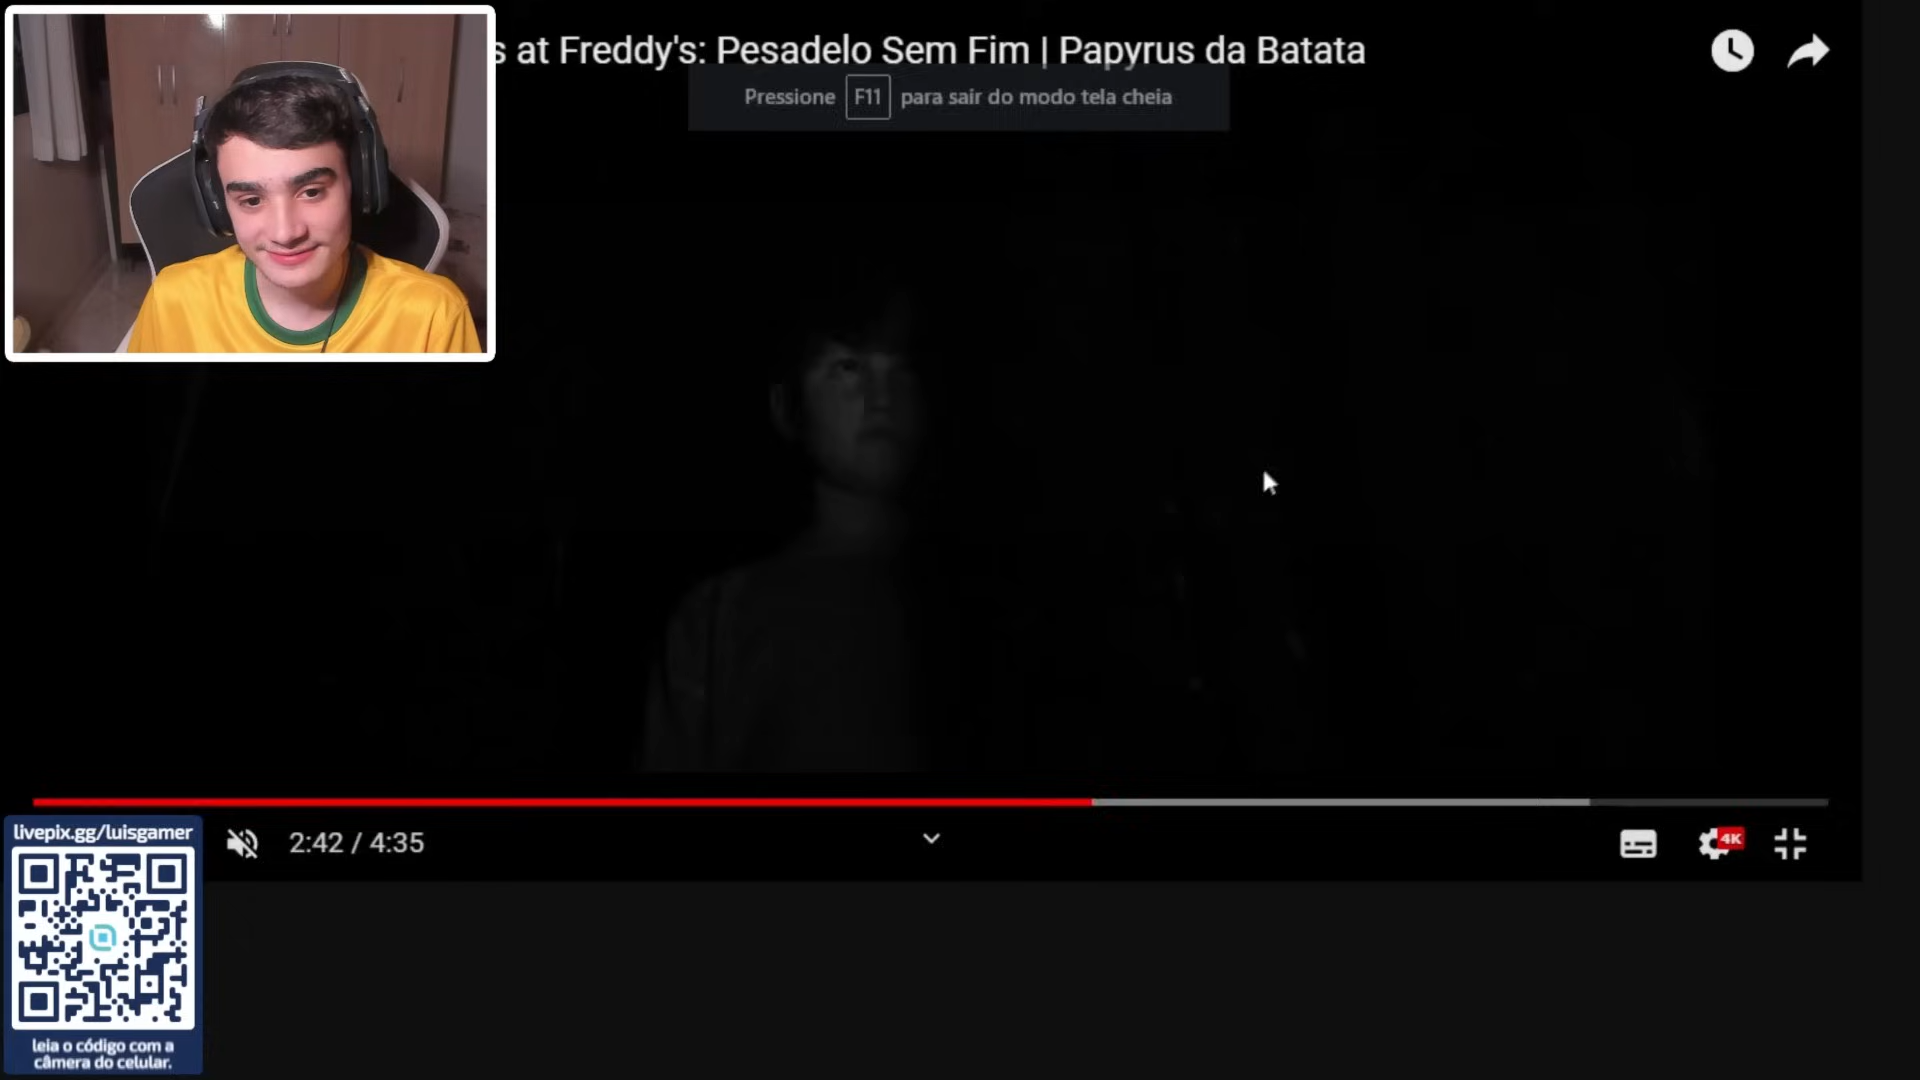 s at Freddy's: Pesadelo Sem Fim | Papyrus da Batata
Pressione F11 para sair do modo tela cheia
livepix.gg/luisgamer
2:42 / 4:35
4K
leia o código com a
câmera do celular.